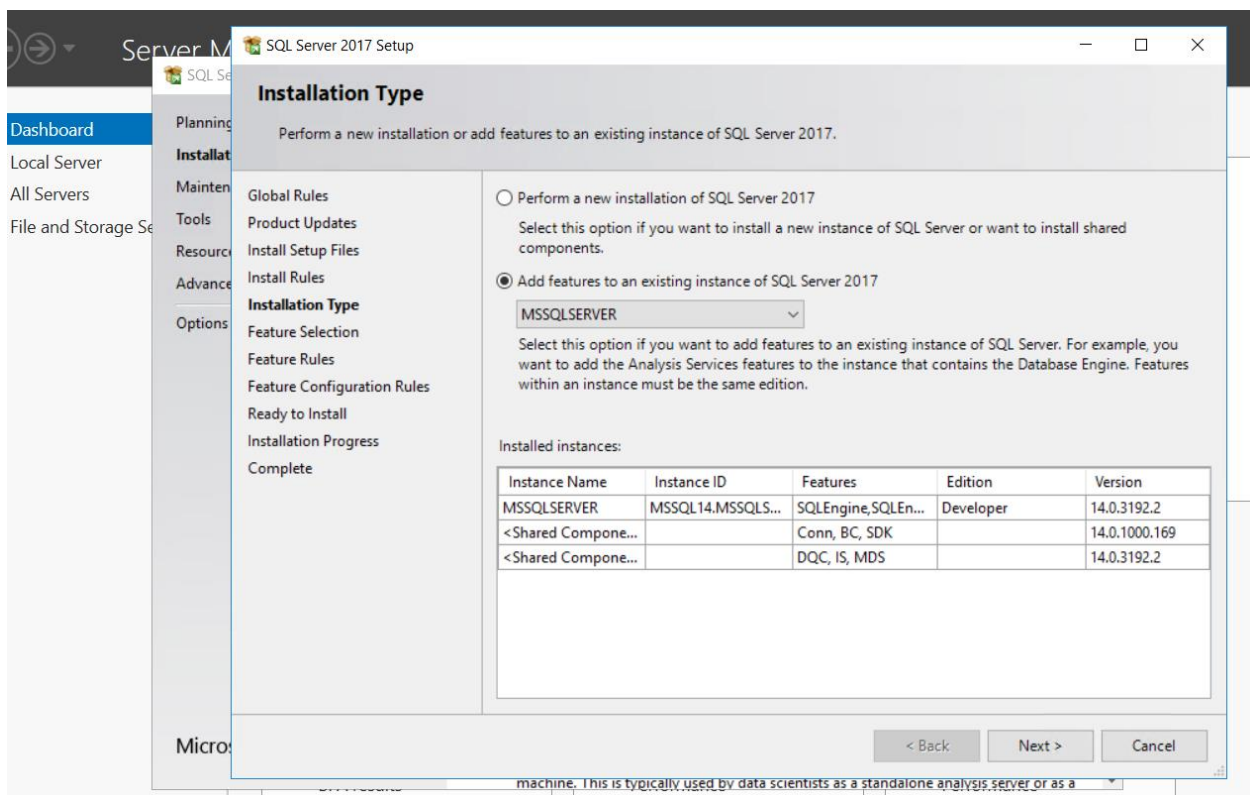 Server M
SQL Server 2017 Setup
SQL Se
Installation Type
Perform a new installation or add features to an existing instance of SQL Server 2017.
Dashboard
Local Server
All Servers
File and Storage Se
Planning
Installat
Mainten
Tools
Resource
Advance
Options
Global Rules
Product Updates
Install Setup Files
Install Rules
Installation Type
Feature Selection
Feature Rules
Feature Configuration Rules
Ready to Install
Installation Progress
Complete
Perform a new installation of SQL Server 2017
Select this option if you want to install a new instance of SQL Server or want to install shared
components.
Add features to an existing instance of SQL Server 2017
MSSQLSERVER
Select this option if you want to add features to an existing instance of SQL Server. For example, you
want to add the Analysis Services features to the instance that contains the Database Engine. Features
within an instance must be the same edition.
Installed instances:
Instance Name Instance ID Features Edition Version
MSSQLSERVER MSSQL14.MSSQLS... SQLEngine,SQLEn... Developer 14.0.3192.2
<Shared Compone... Conn, BC, SDK 14.0.1000.169
<Shared Compone... DQC, IS, MDS 14.0.3192.2
Micros
< Back Next > Cancel
machine. This is typically used by data scientists as a standalone analysis server or as a